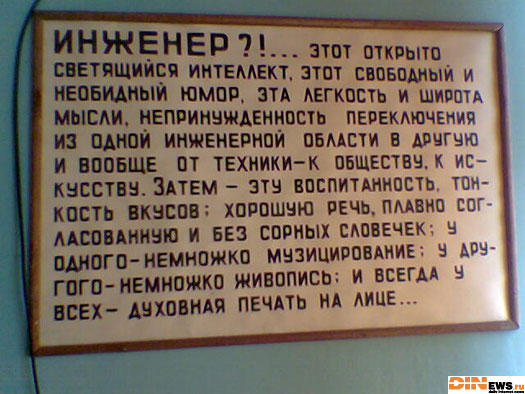 ИНЖЕНЕР?!... ЭТОТ ОТКРЫТО
СВЕТЯЩИЙСЯ ИНТЕЛЛЕКТ, ЭТОТ СВОБОДНЫЙ И
НЕОБИДНЫЙ ЮМОР, ЭТА ЛЕГКОСТЬ И ШИРОТА
МЫСЛИ, НЕПРИНУЖДЕННОСТЬ ПЕРЕКЛЮЧЕНИЯ
ИЗ ОДНОЙ ИНЖЕНЕРНОЙ ОБЛАСТИ В ДРУГУЮ
И ВООБЩЕ ОТ ТЕХНИКИ-К ОБЩЕСТВУ, К ИС-
КУССТВУ. ЗАТЕМ - ЭТУ ВОСПИТАННОСТЬ, ТОН-
КОСТЬ ВКУСОВ; ХОРОШУЮ РЕЧЬ, ПЛАВНО СОГ-
ЛАСОВАННУЮ И БЕЗ СОРНЫХ СЛОВЕЧЕК; У
ОДНОГО-НЕМНОЖКО МУЗИЦИРОВАНИЕ; У ДРУ-
ГОГО-НЕМНОЖКО ЖИВОПИСЬ; И ВСЕГДА У
ВСЕХ- ДУХОВНАЯ ПЕЧАТЬ НА ЛИЦЕ...
DINEWS.ru